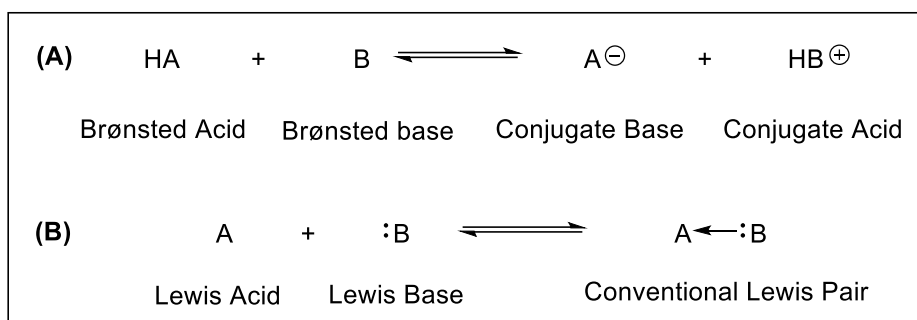 (A) HA + B ⇌ A⊖ + HB⊕
Brønsted Acid Brønsted base Conjugate Base Conjugate Acid
(B) A + :B ⇌ A←:B
Lewis Acid Lewis Base Conventional Lewis Pair